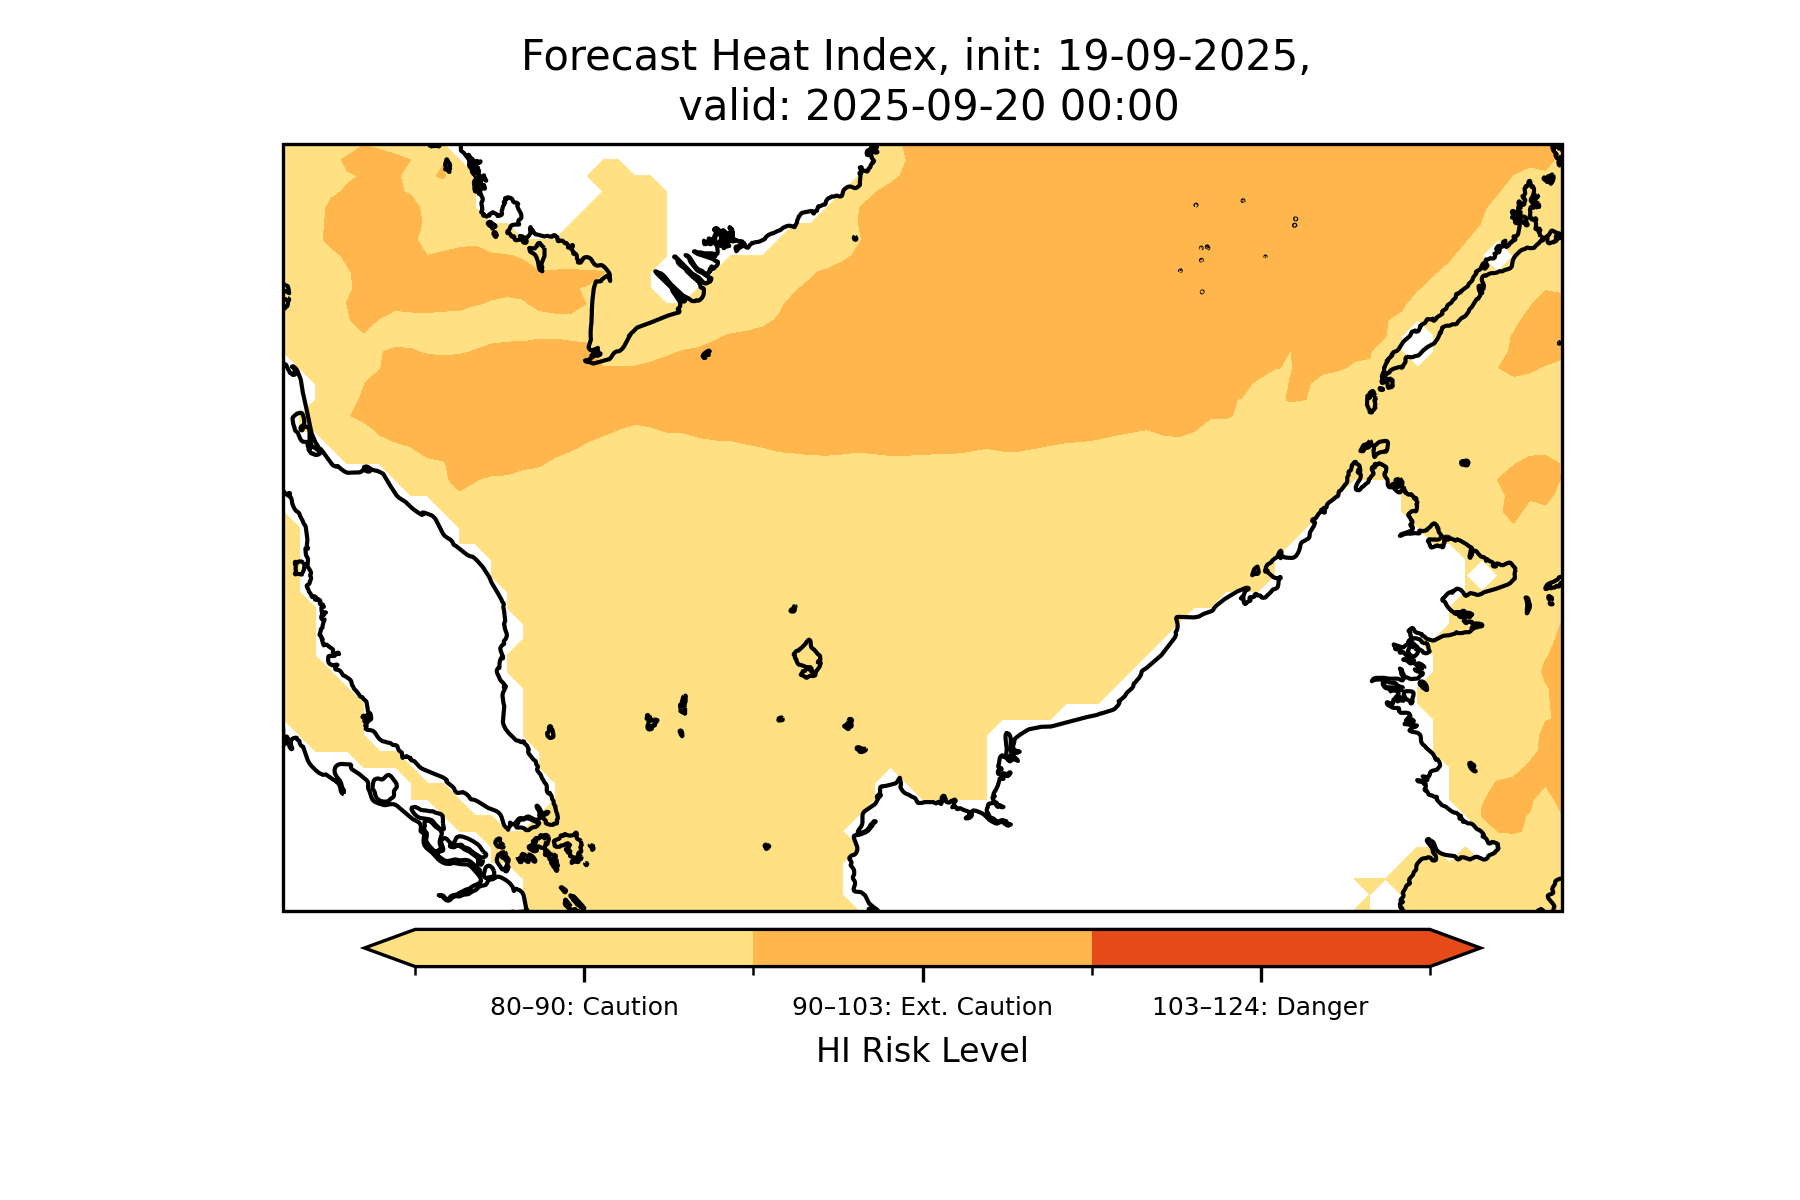 Forecast Heat Index, init: 19-09-2025,
valid: 2025-09-20 00:00
80–90: Caution
90–103: Ext. Caution
103–124: Danger
HI Risk Level